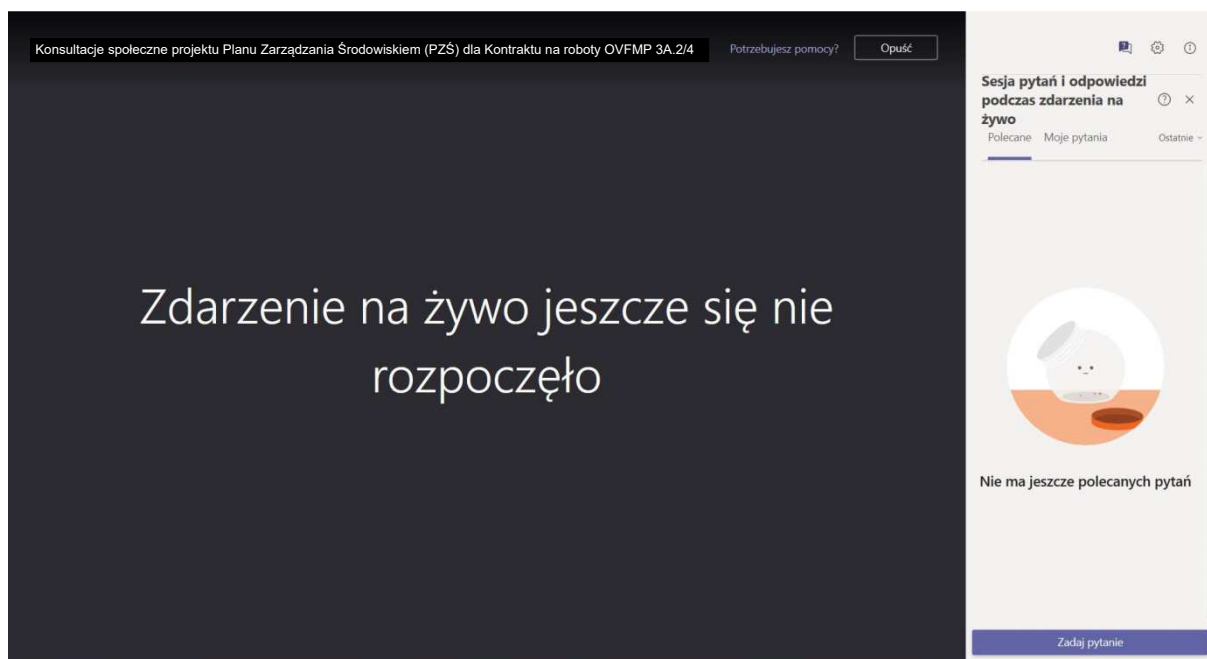 Konsultacje społeczne projektu Planu Zarządzania Środowiskiem (PZŚ) dla Kontraktu na roboty OVFMP 3A.2/4
Potrzebujesz pomocy?
Opuść
Zdarzenie na żywo jeszcze się nie
rozpoczęło
Sesja pytań i odpowiedzi
podczas zdarzenia na
żywo
Polecane
Moje pytania
Ostatnie
Nie ma jeszcze polecanych pytań
Zadaj pytanie